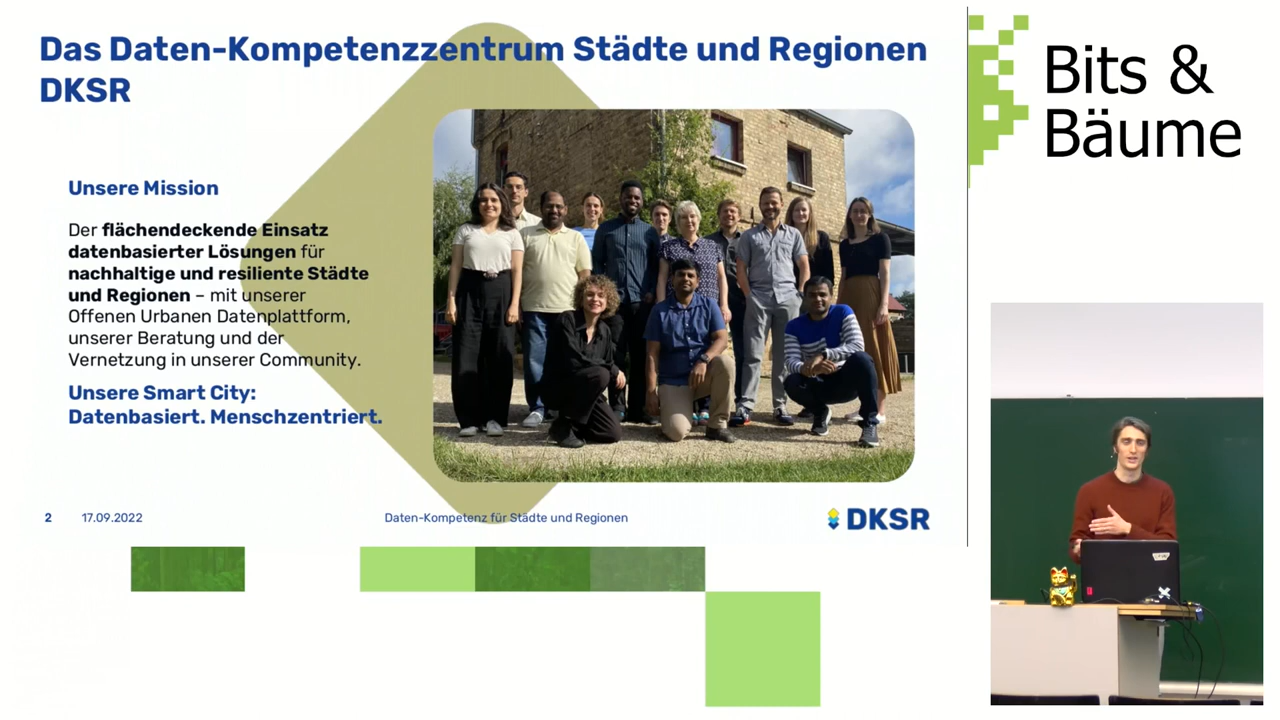 Das Daten-Kompetenzzentrum Städte und Regionen
DKSR
Unsere Mission
Der flächendeckende Einsatz
datenbasierter Lösungen für
nachhaltige und resiliente Städte
und Regionen – mit unserer
Offenen Urbanen Datenplattform,
unserer Beratung und der
Vernetzung in unserer Community.
Unsere Smart City:
Datenbasiert. Menschzentriert.
2
17.09.2022
Daten-Kompetenz für Städte und Regionen
DKSR
Bits &
Bäume